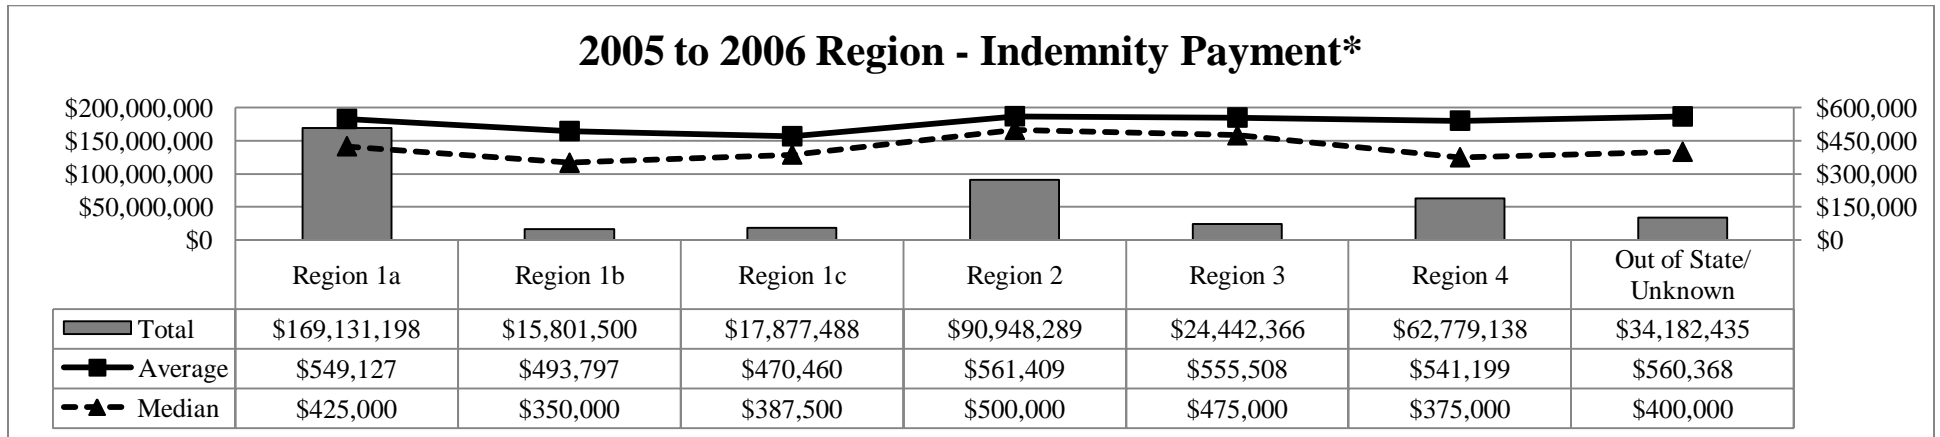 2005 to 2006 Region - Indemnity Payment*
$200,000,000
$150,000,000
$100,000,000
$50,000,000
$0
$600,000
$450,000
$300,000
$150,000
$0
Region 1a Region 1b Region 1c Region 2 Region 3 Region 4 Out of State/
Unknown
Total $169,131,198 $15,801,500 $17,877,488 $90,948,289 $24,442,366 $62,779,138 $34,182,435
Average $549,127 $493,797 $470,460 $561,409 $555,508 $541,199 $560,368
Median $425,000 $350,000 $387,500 $500,000 $475,000 $375,000 $400,000